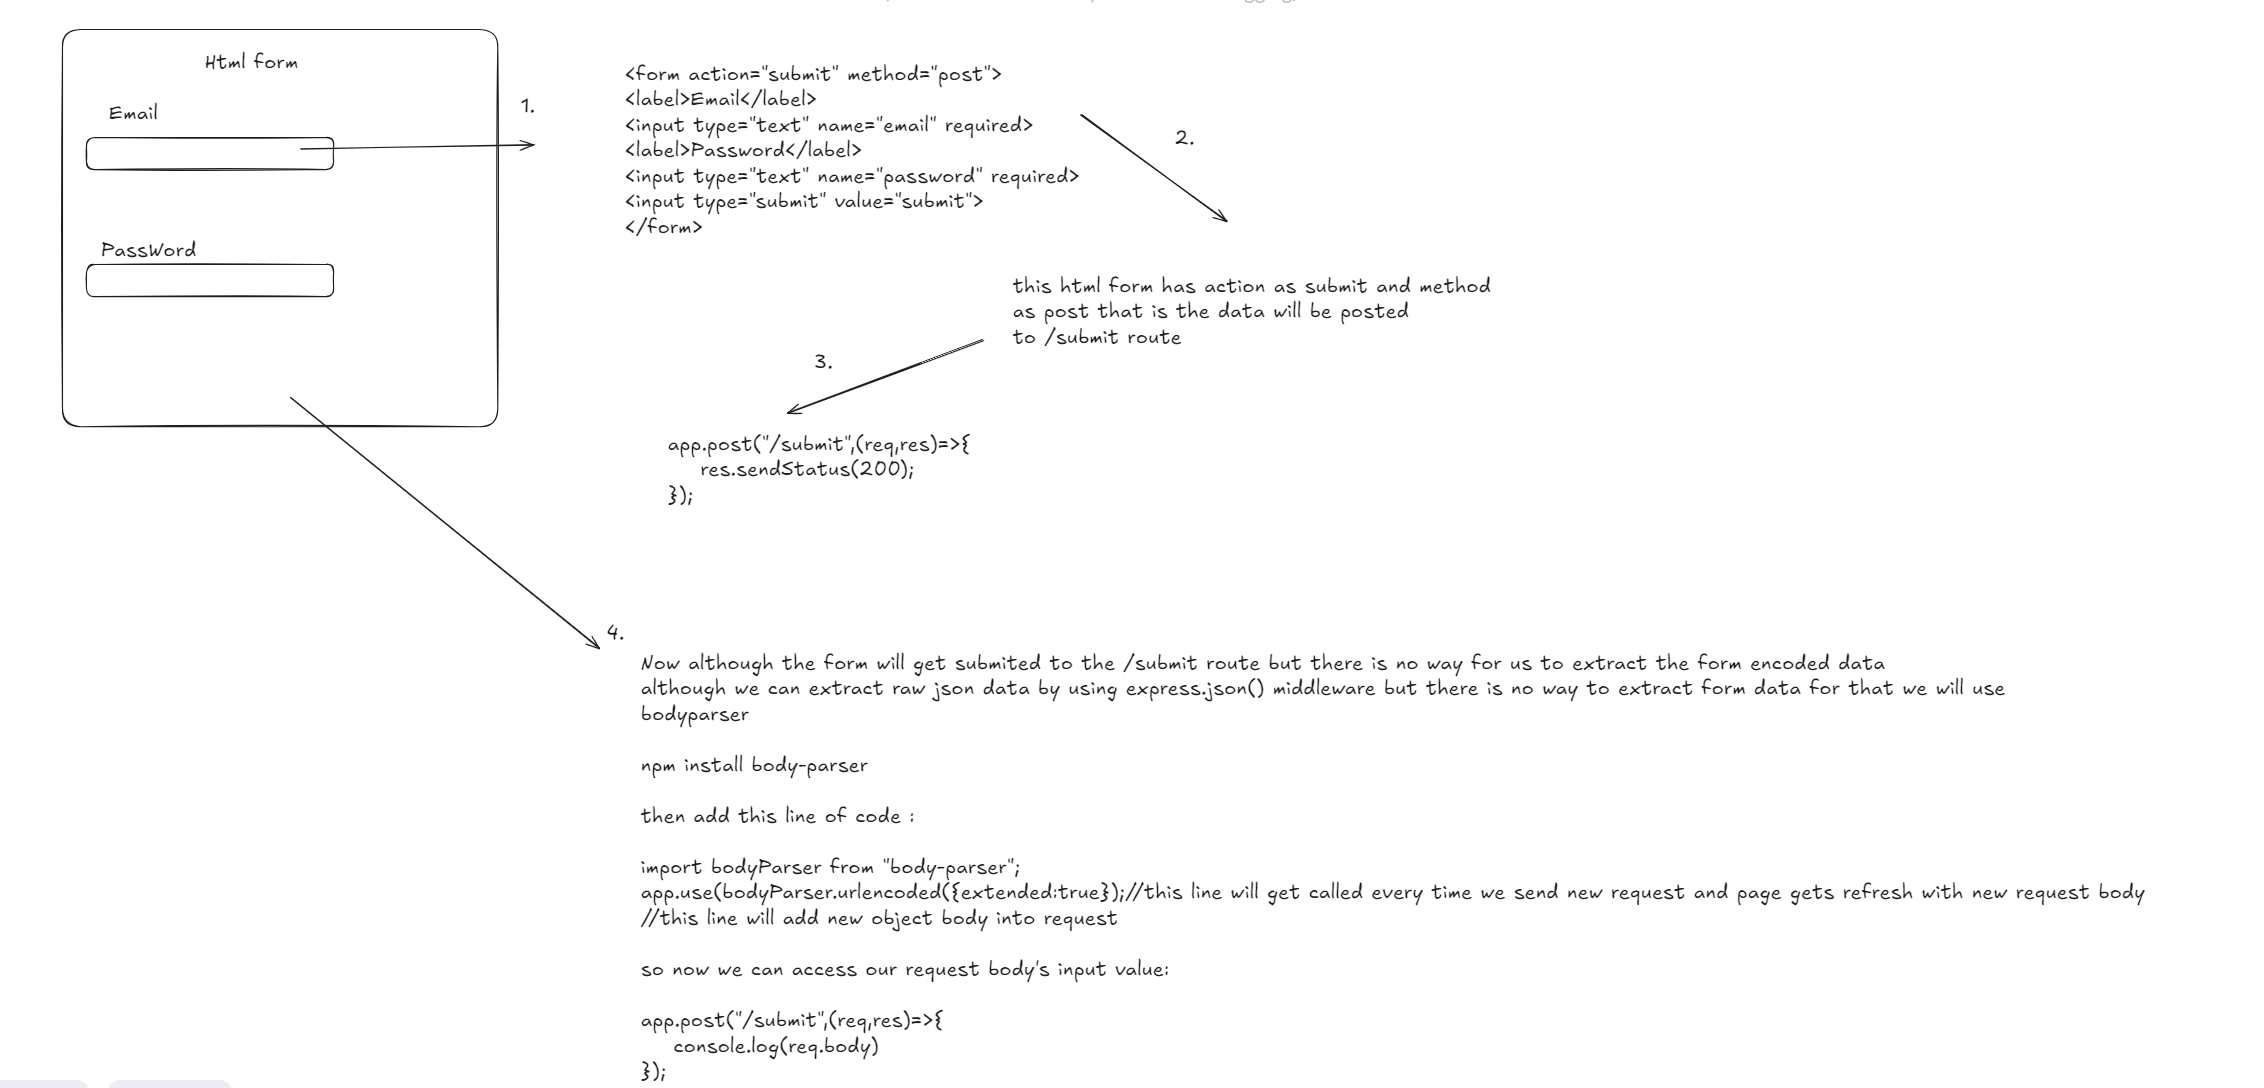 Html form
Email
PassWord
1.
<form action="submit" method="post">
<label>Email</label>
<input type="text" name="email" required>
<label>Password</label>
<input type="text" name="password" required>
<input type="submit" value="submit">
</form>
2.
this html form has action as submit and method
as post that is the data will be posted
to /submit route
3.
app.post("/submit",(req,res)=>{
res.sendStatus(200);
});
4.
Now although the form will get submited to the /submit route but there is no way for us to extract the form encoded data
although we can extract raw json data by using express.json() middleware but there is no way to extract form data for that we will use
bodyparser
npm install body-parser
then add this line of code :
import bodyParser from "body-parser";
app.use(bodyParser.urlencoded({extended:true});//this line will get called every time we send new request and page gets refresh with new request body
//this line will add new object body into request
so now we can access our request body's input value:
app.post("/submit",(req,res)=>{
console.log(req.body)
});